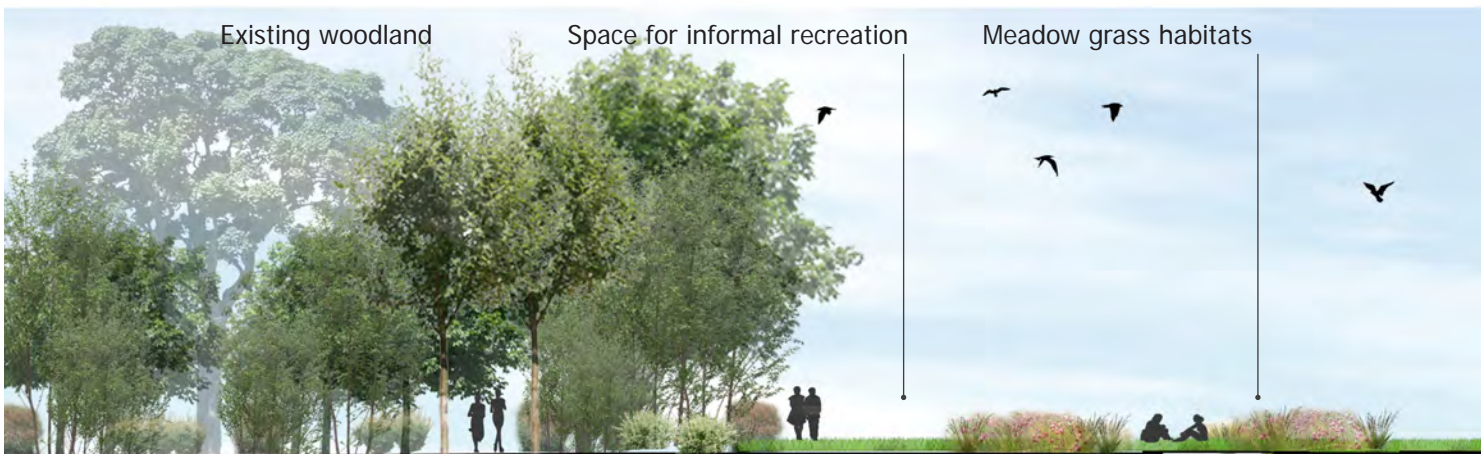 Existing woodland
Space for informal recreation
Meadow grass habitats